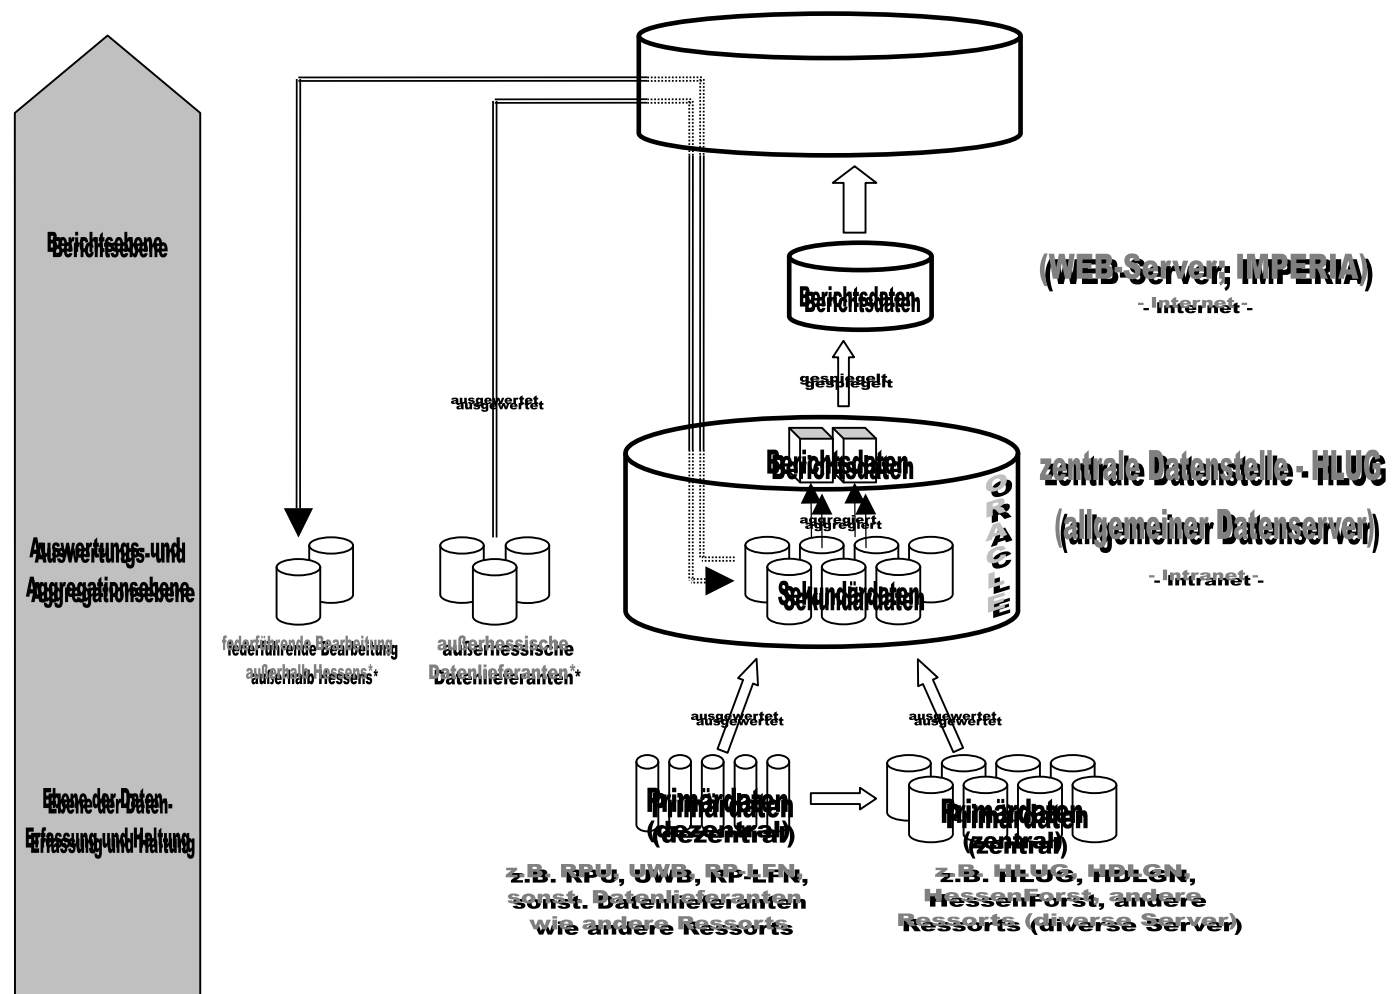 Berichtsebene
(WEB-Server; IMPERIA)
- Internet -
Berichtsdaten
gespiegelt
ausgewertet
Berichtsdaten
zentrale Datenstelle - HLUG
(allgemeiner Datenserver)
- Intranet -
ORACLE
aggregiert
Auswertungs- und
Aggregationsebene
Sekundärdaten
federführende Bearbeitung
außerhalb Hessens*
außerhessische
Datenlieferanten*
ausgewertet
ausgewertet
Ebene der Daten-
Erfassung und Haltung
Primärdaten
(dezentral)
Primärdaten
(zentral)
z.B. RPU, UWB, RP-LFN,
sonst. Datenlieferanten
wie andere Ressorts
z.B. HLUG, HDLGN,
HessenForst, andere
Ressorts (diverse Server)